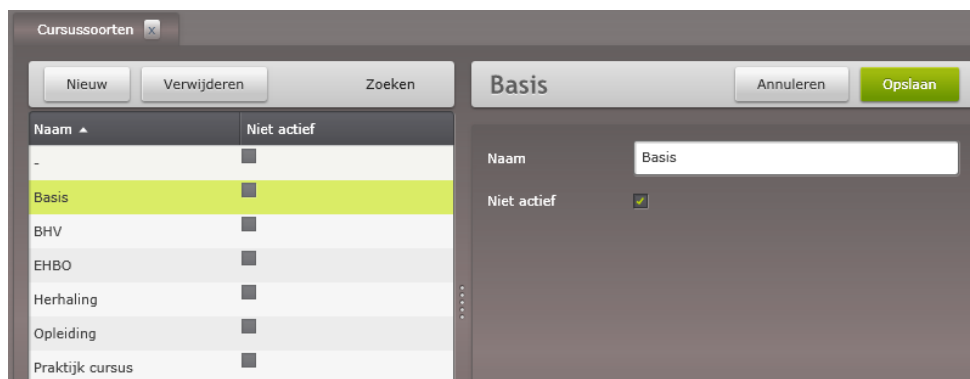 Cursussoorten x
Nieuw Verwijderen Zoeken
Naam Niet actief
-
Basis
BHV
EHBO
Herhaling
Opleiding
Praktijk cursus
Basis Annuleren Opslaan
Naam Basis
Niet actief